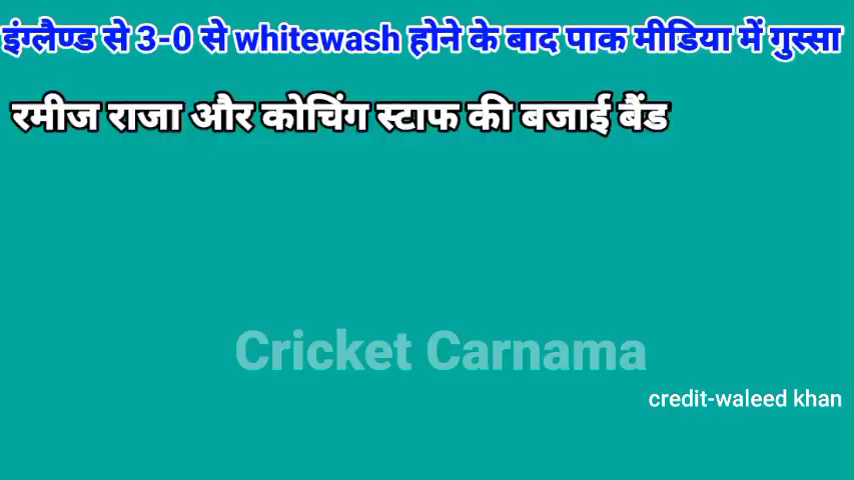 इंग्लैण्ड से 3-0 से whitewash होने के बाद पाक मीडिया में गुस्सा
रमीज राजा और कोचिंग स्टाफ की बजाई बैंड
Cricket Carnama
credit-waleed khan